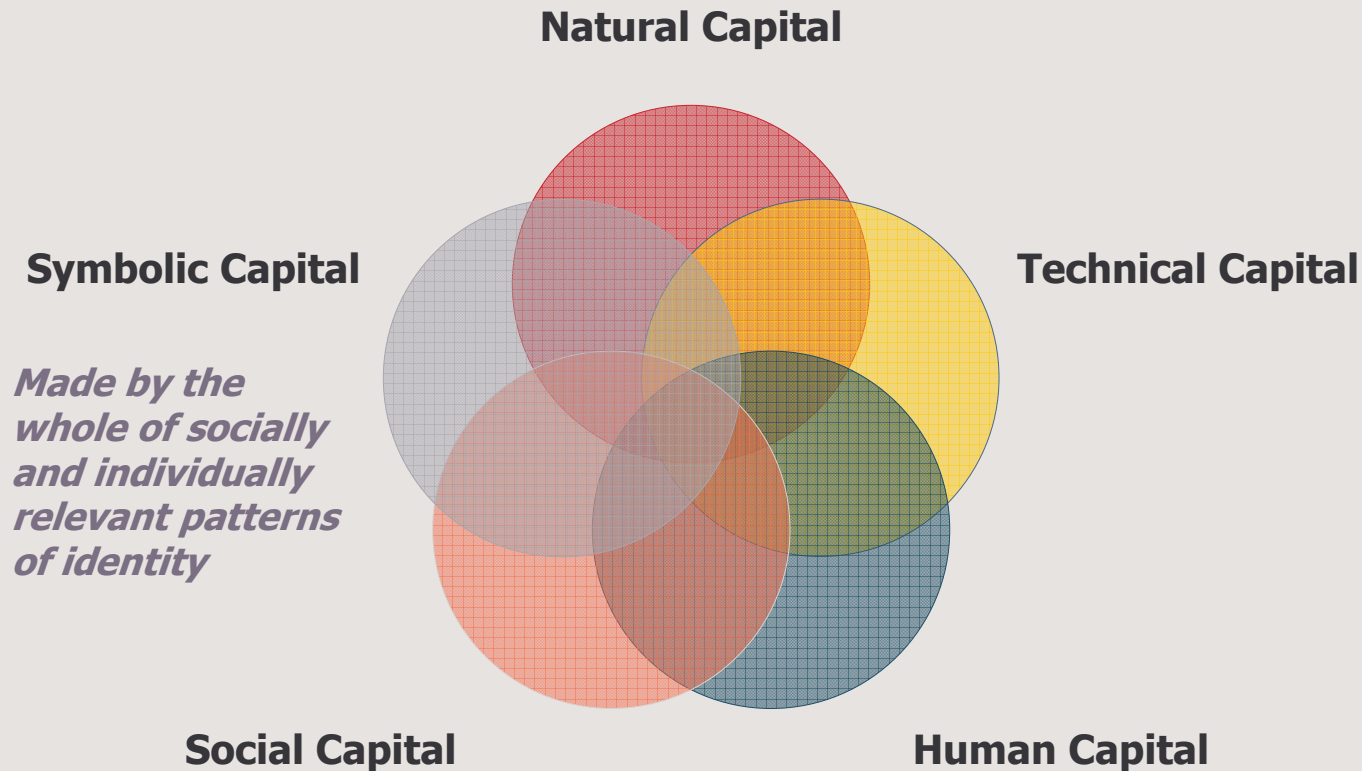 Natural Capital
Symbolic Capital
Technical Capital
Made by the
whole of socially
and individually
relevant patterns
of identity
Social Capital
Human Capital